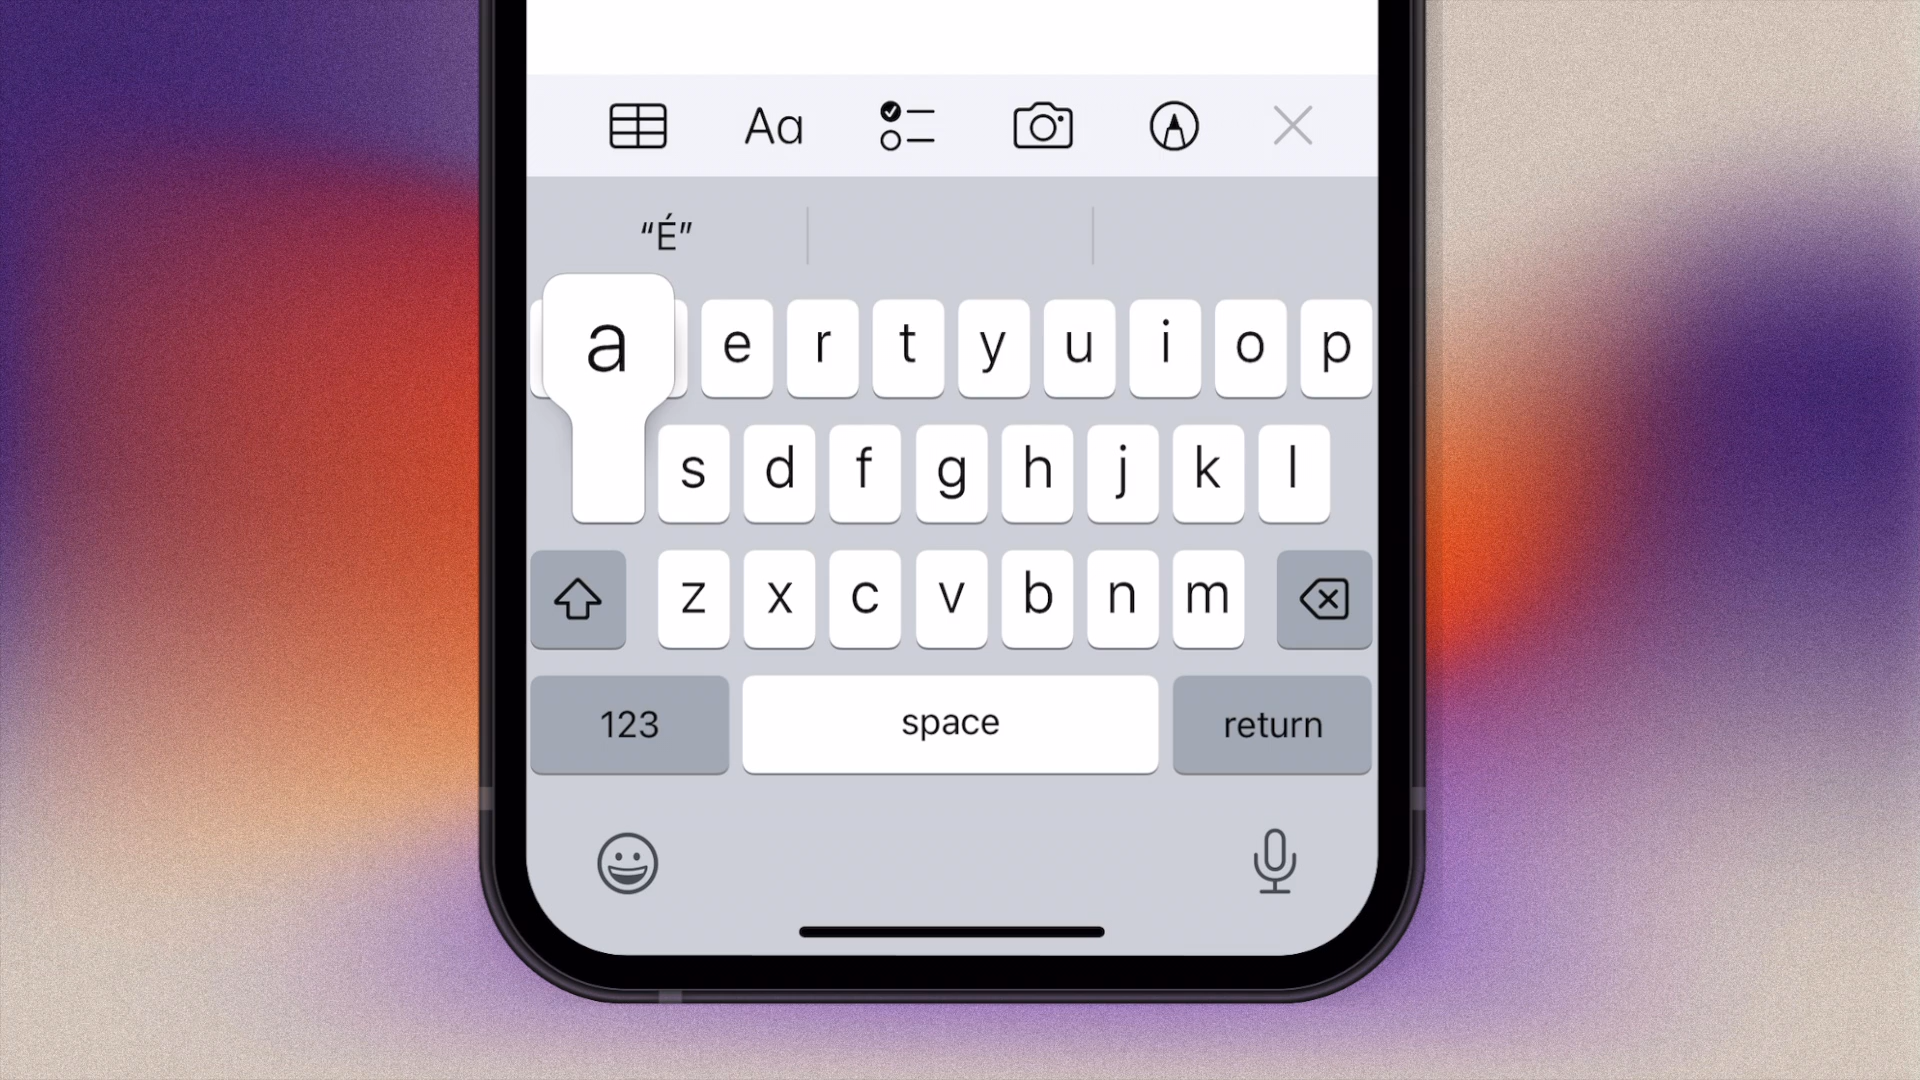 Aa
“É”
a e r t y u i o p
s d f g h j k l
z x c v b n m
123 space return